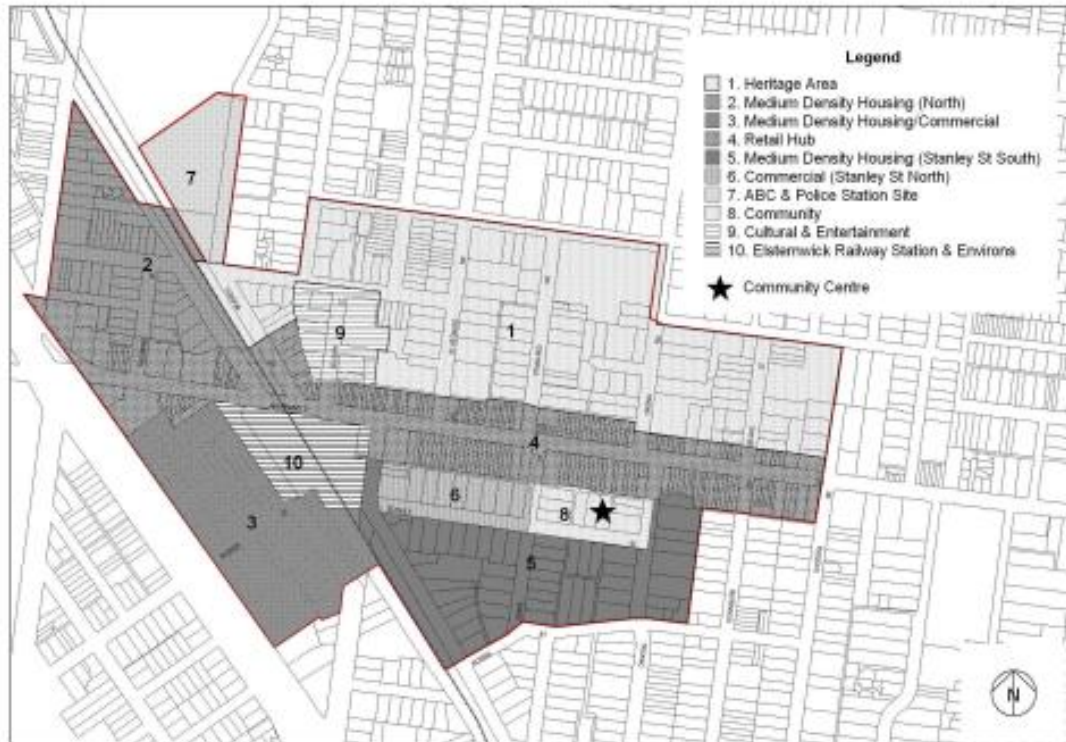 Legend
1. Heritage Area
2. Medium Density Housing (North)
3. Medium Density Housing/Commercial
4. Retail Hub
5. Medium Density Housing (Stanley St South)
6. Commercial (Stanley St North)
7. ABC & Police Station Site
8. Community
9. Cultural & Entertainment
10. Elsternwick Railway Station & Environs
Community Centre
7
2
9
1
4
10
6
8
3
5
N